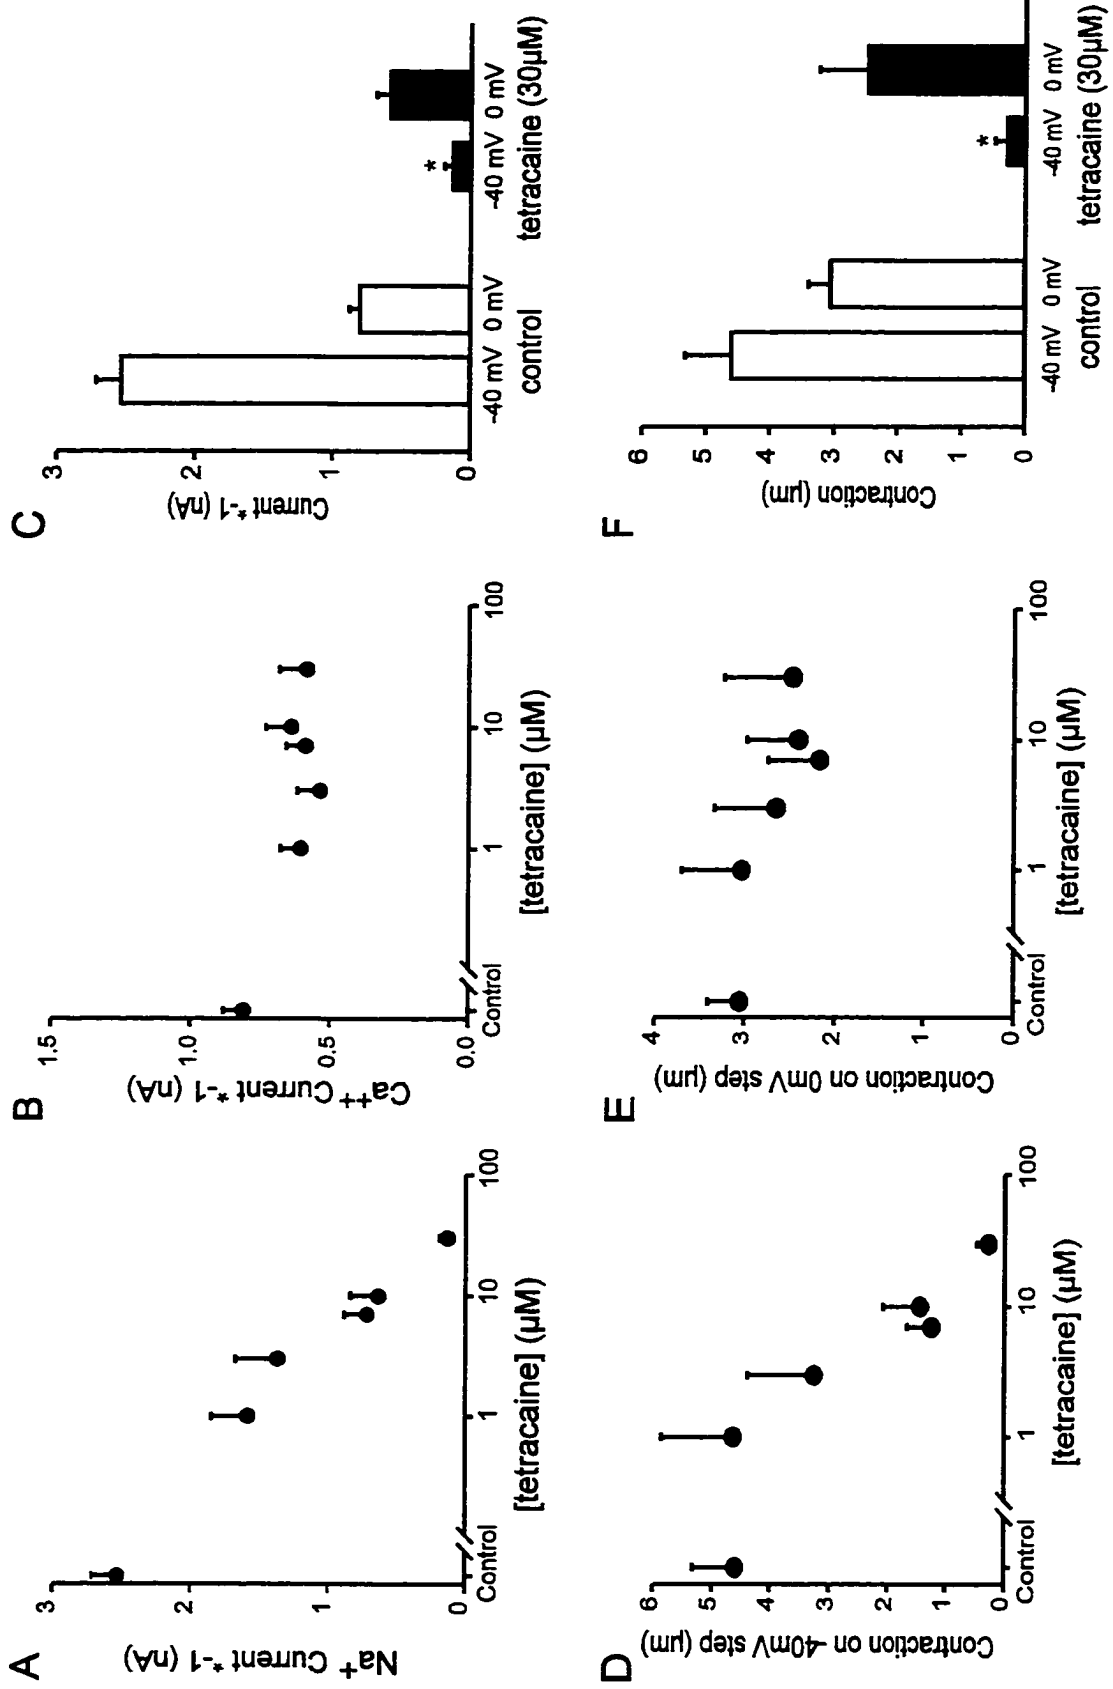 A
Na+ Current *-1 (nA)
3
2
1
0
Control
1
10
100
[tetracaine] (µM)
B
Ca++ Current *-1 (nA)
1.5
1.0
0.5
0.0
Control
1
10
100
[tetracaine] (µM)
C
Current *-1 (nA)
3
2
1
0
*
-40 mV 0 mV -40 mV 0 mV
control tetracaine (30µM)
D
Contraction on -40mV step (µm)
6
5
4
3
2
1
0
Control
1
10
100
[tetracaine] (µM)
E
Contraction on 0mV step (µm)
4
3
2
1
0
Control
1
10
100
[tetracaine] (µM)
F
Contraction (µm)
6
5
4
3
2
1
0
*
-40 mV 0 mV -40 mV 0 mV
control tetracaine (30µM)